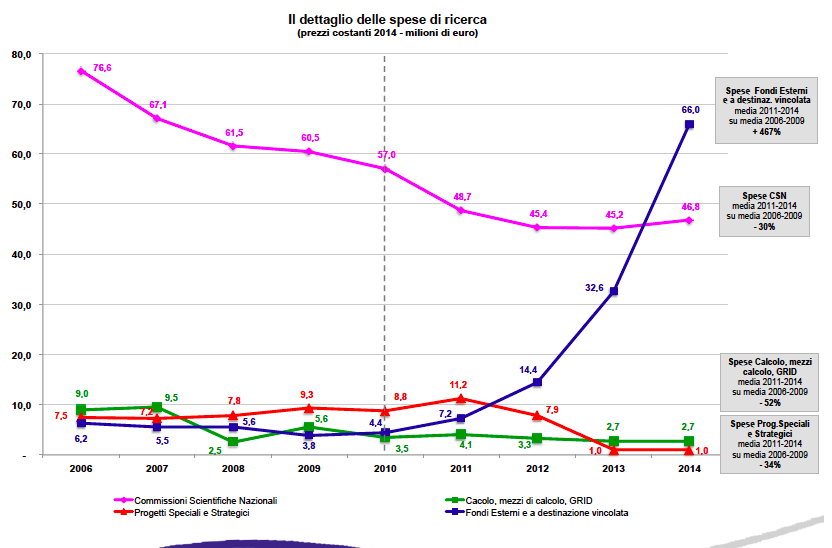 Il dettaglio delle spese di ricerca
(prezzi costanti 2014 - milioni di euro)
80,0
70,0
60,0
50,0
40,0
30,0
20,0
10,0
-
76,6
67,1
61,5
60,5
57,0
48,7
45,4
45,2
46,8
9,0
9,5
2,5
5,6
3,5
4,1
3,3
2,7
2,7
7,5
7,2
7,8
9,3
8,8
11,2
7,9
1,0
1,0
6,2
5,5
5,6
3,8
4,4
7,2
14,4
32,6
66,0
2006 2007 2008 2009 2010 2011 2012 2013 2014
Spese Fondi Esterni
e a destinaz. vincolata
media 2011-2014
su media 2006-2009
+ 467%
Spese CSN
media 2011-2014
su media 2006-2009
- 30%
Spese Calcolo, mezzi
calcolo, GRID
media 2011-2014
su media 2006-2009
- 52%
Spese Prog.Speciali
e Strategici
media 2011-2014
su media 2006-2009
- 34%
Commissioni Scientifiche Nazionali
Cacolo, mezzi di calcolo, GRID
Progetti Speciali e Strategici
Fondi Esterni e a destinazione vincolata